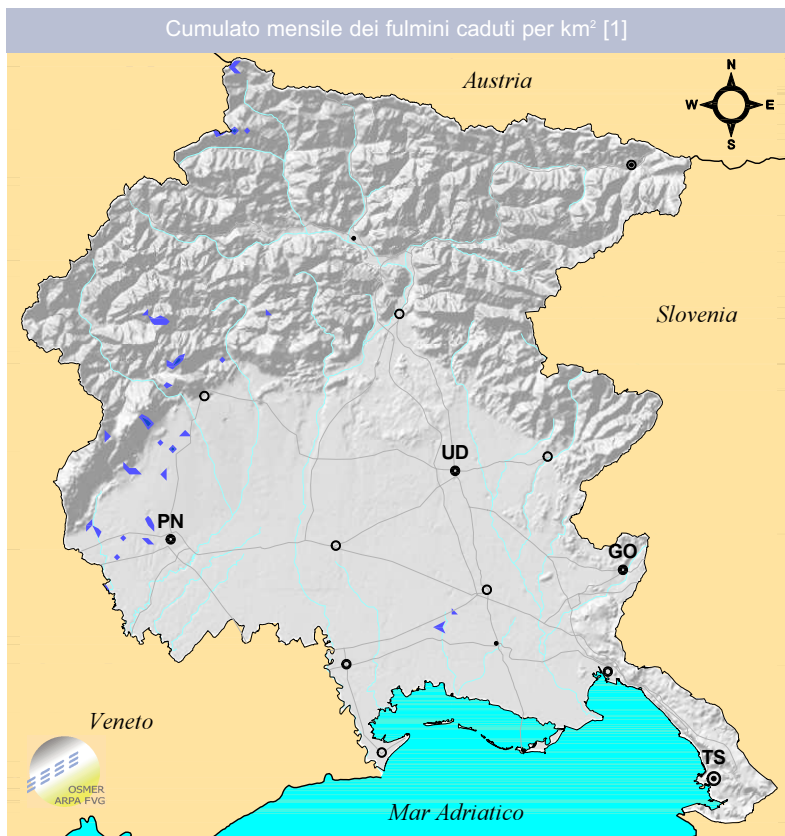 Cumulato mensile dei fulmini caduti per km² [1]
Austria
N
W E
S
Slovenia
UD
PN
GO
Veneto
TS
OSMER
ARPA FVG
Mar Adriatico